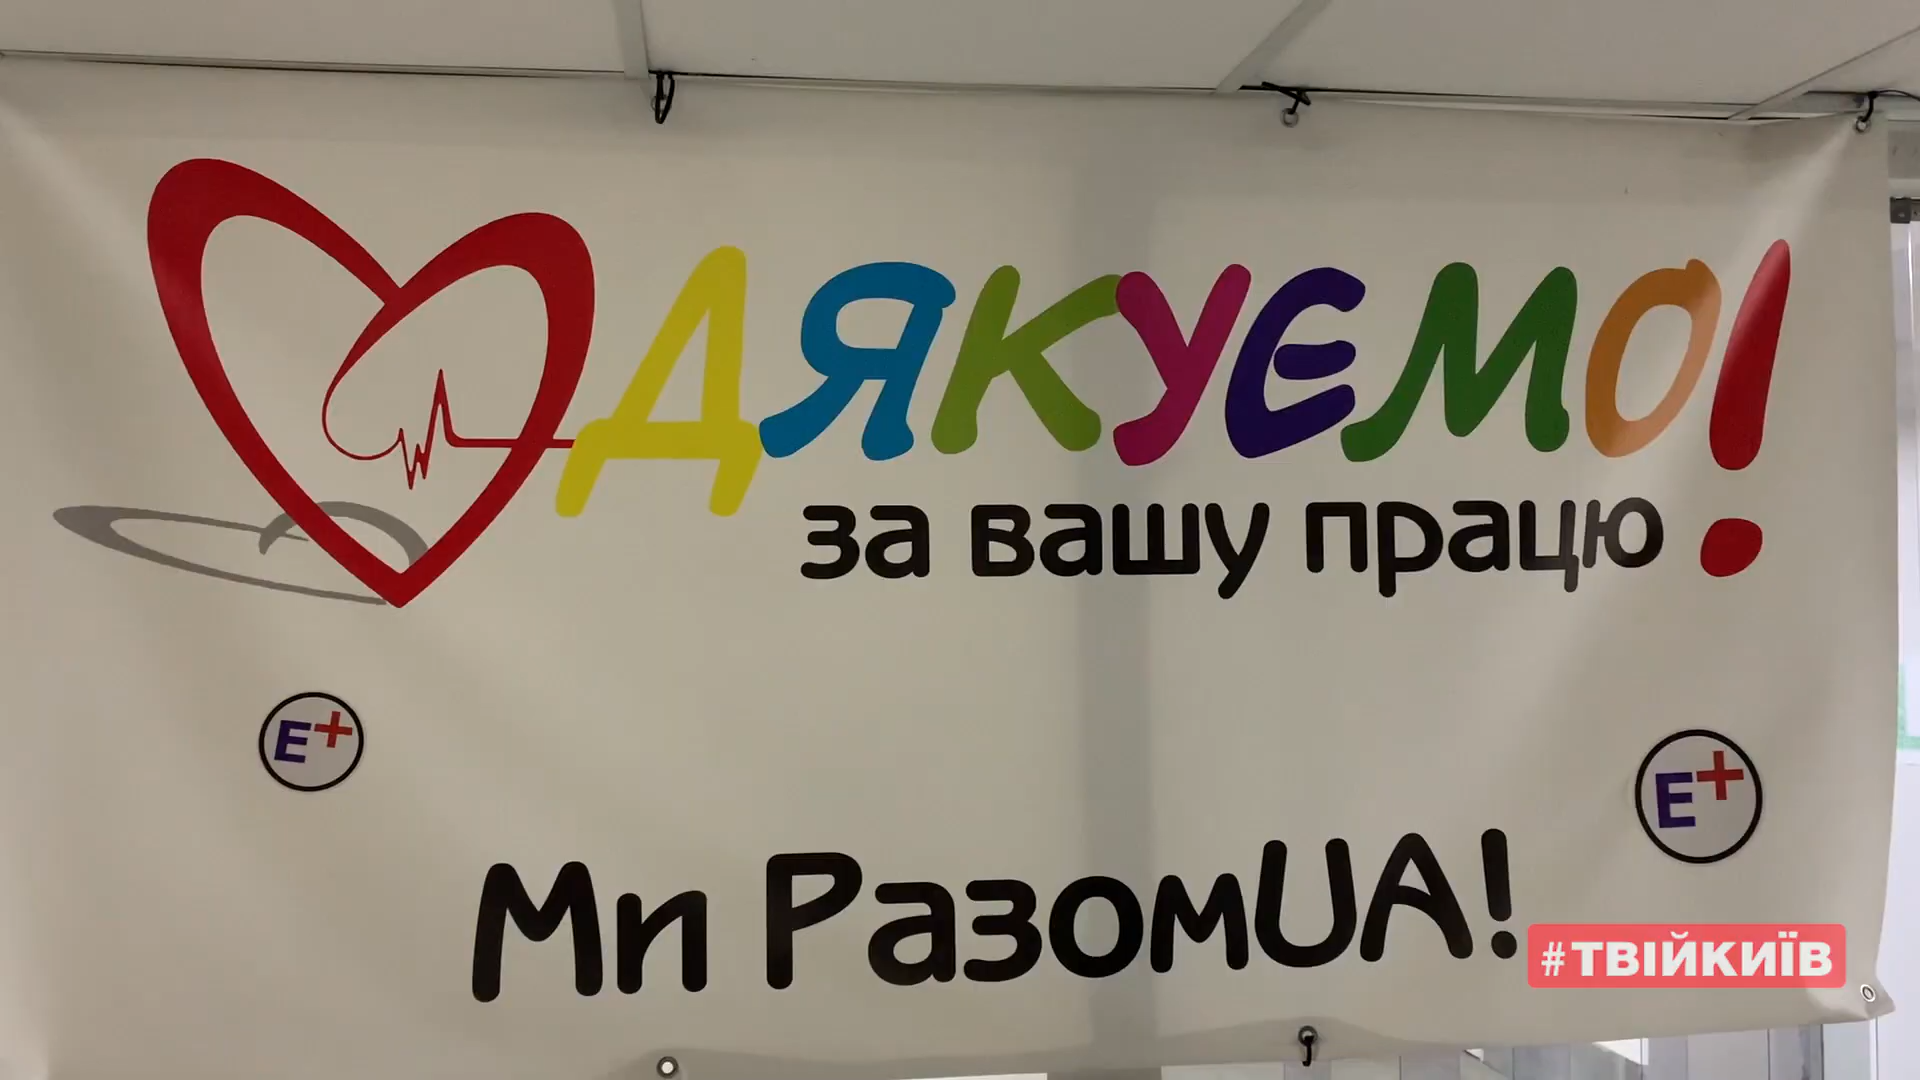 ДЯКУЄМО!
за вашу працю
E+
E+
Ми РазомUA!
#ТВІЙКИЇВ